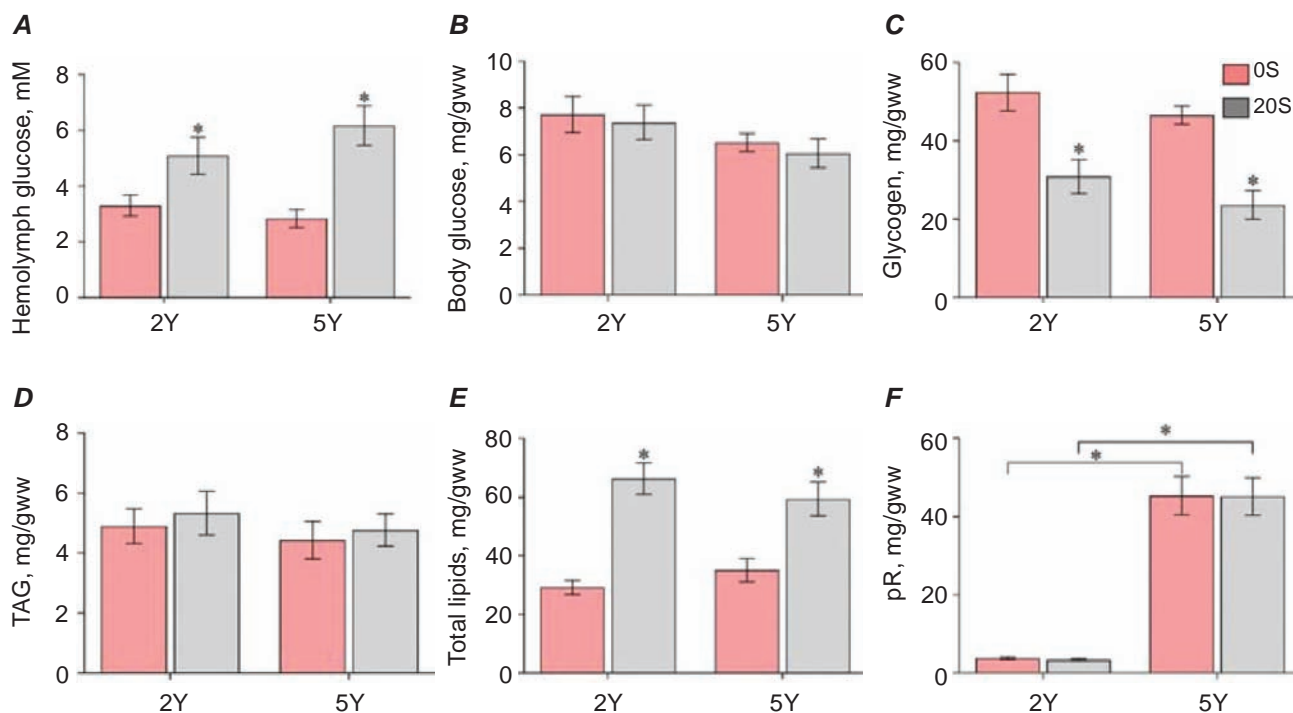 A
Hemolymph glucose, mM
8
6
4
2
0
*
*
2Y
5Y
B
Body glucose, mg/gww
10
8
6
4
2
0
2Y
5Y
C
Glycogen, mg/gww
60
40
20
0
*
*
0S
20S
2Y
5Y
D
TAG, mg/gww
8
6
4
2
0
2Y
5Y
E
Total lipids, mg/gww
80
60
40
20
0
*
*
2Y
5Y
F
pR, mg/gww
60
40
20
0
*
*
2Y
5Y